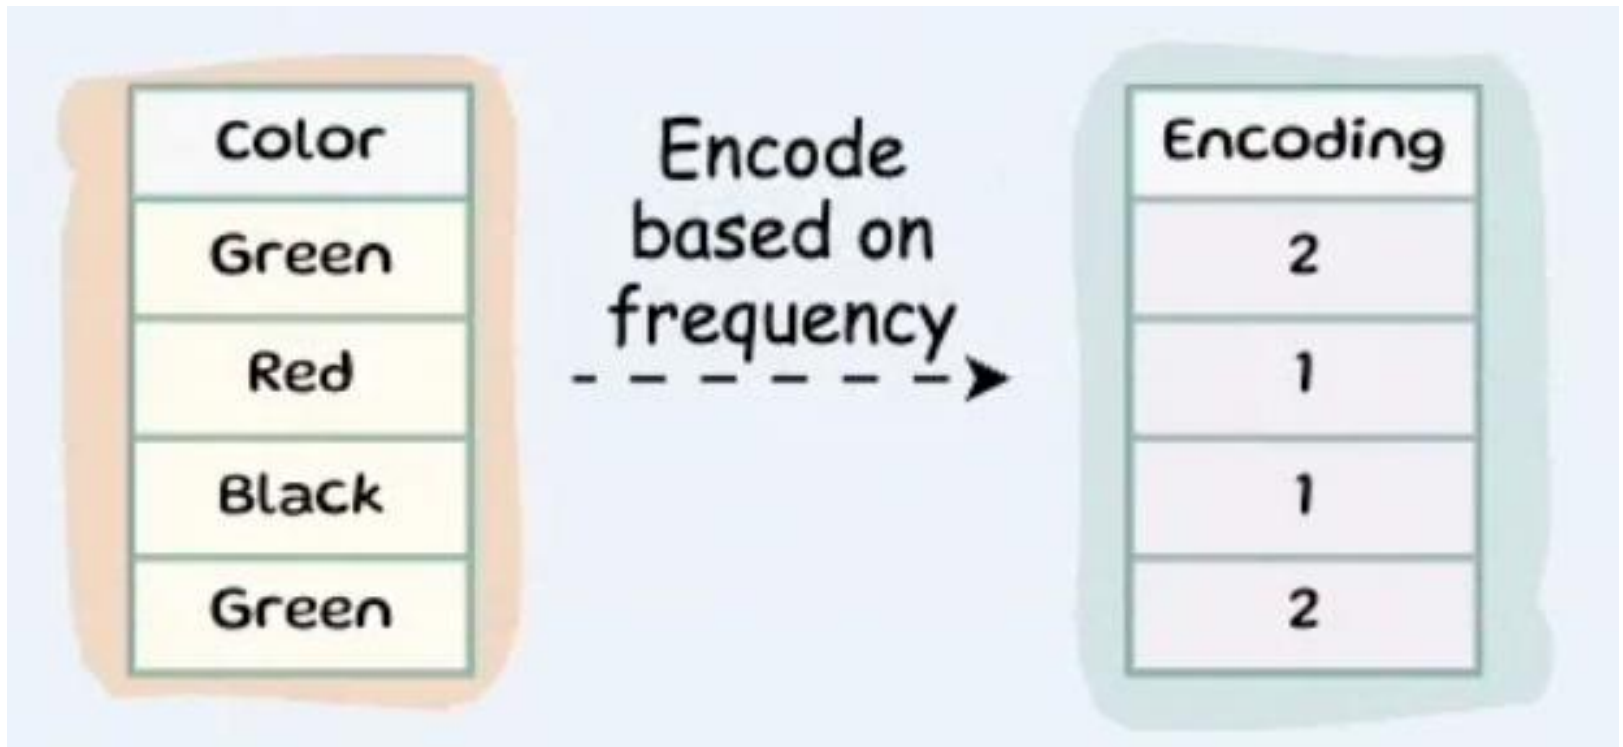 Color
Green
Red
Black
Green
Encode
based on
frequency
Encoding
2
1
1
2